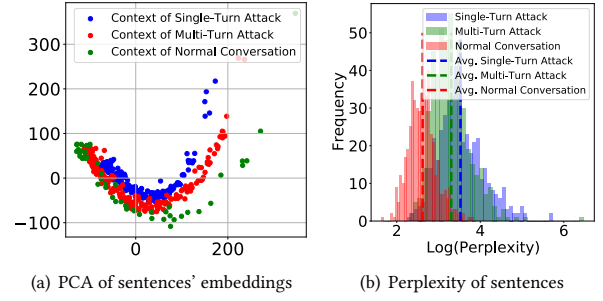 Context of Single-Turn Attack
Context of Multi-Turn Attack
Context of Normal Conversation
300
200
100
0
−100
0
200
(a) PCA of sentences' embeddings
Single-Turn Attack
Multi-Turn Attack
Normal Conversation
Avg. Single-Turn Attack
Avg. Multi-Turn Attack
Avg. Normal Conversation
Frequency
50
40
30
20
10
0
2
4
6
Log(Perplexity)
(b) Perplexity of sentences